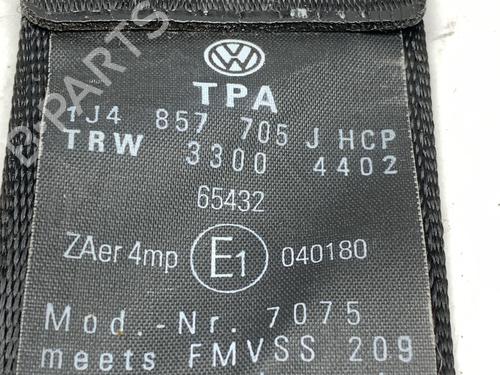 TPA
1J4 857 705 J HCP
TRW 3300 4402
65432
ZAer 4mp E1 040180
Mod.-Nr. 7075
meets FMVSS 209
B-PARTS